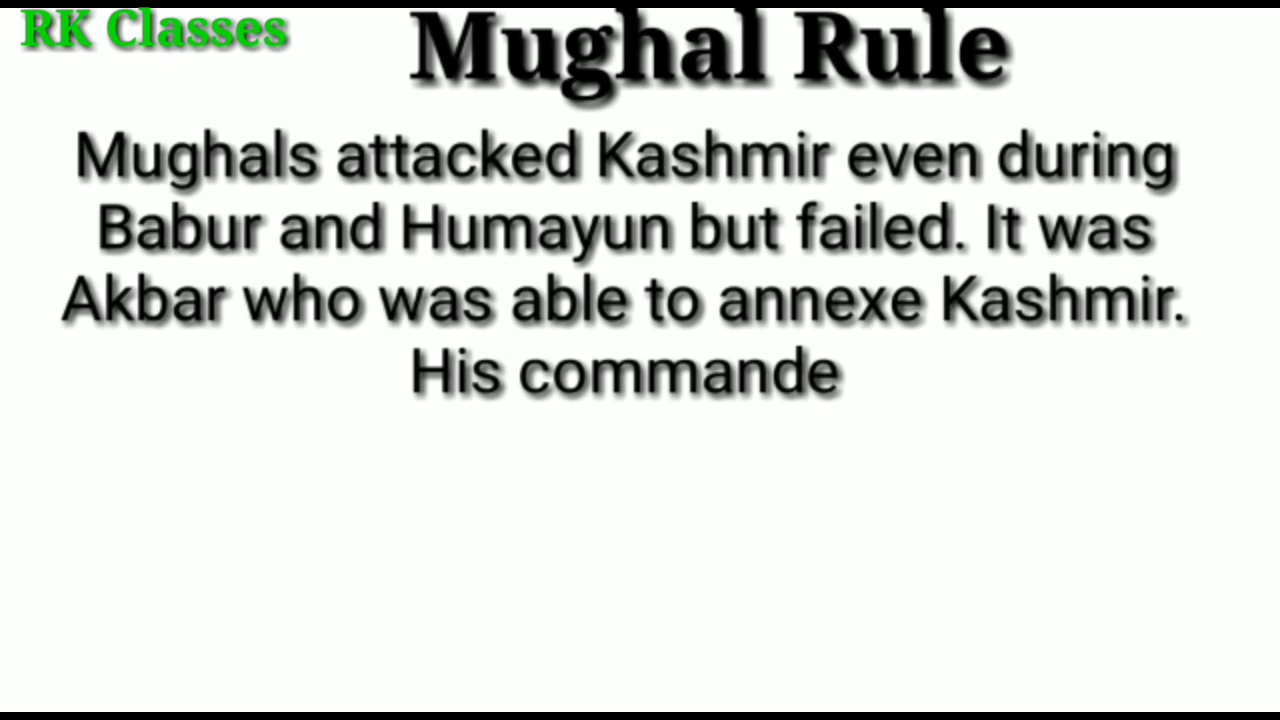 RK Classes
Mughal Rule
Mughals attacked Kashmir even during
Babur and Humayun but failed. It was
Akbar who was able to annexe Kashmir.
His commande